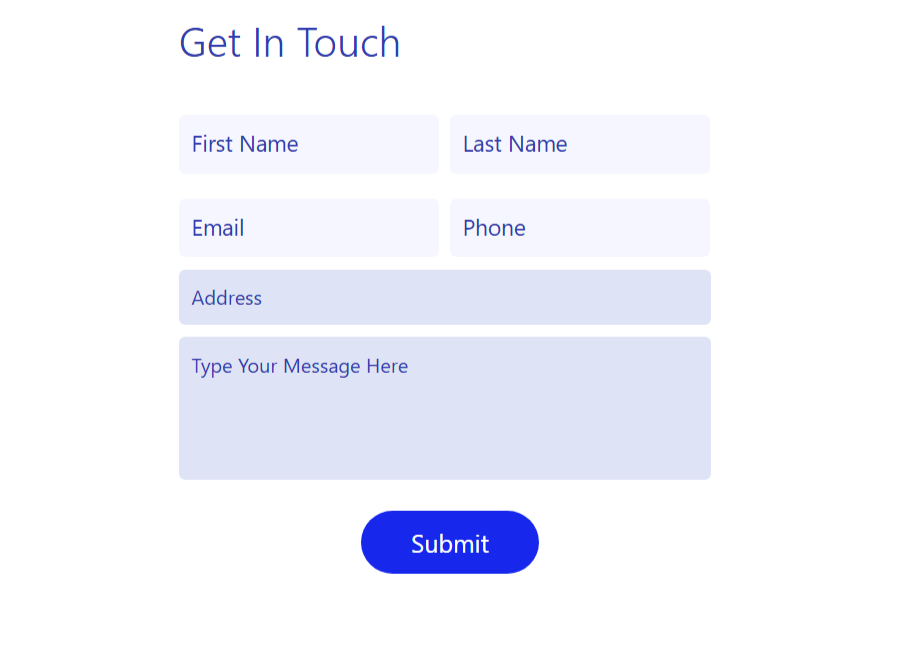 Get In Touch
First Name
Last Name
Email
Phone
Address
Type Your Message Here
Submit